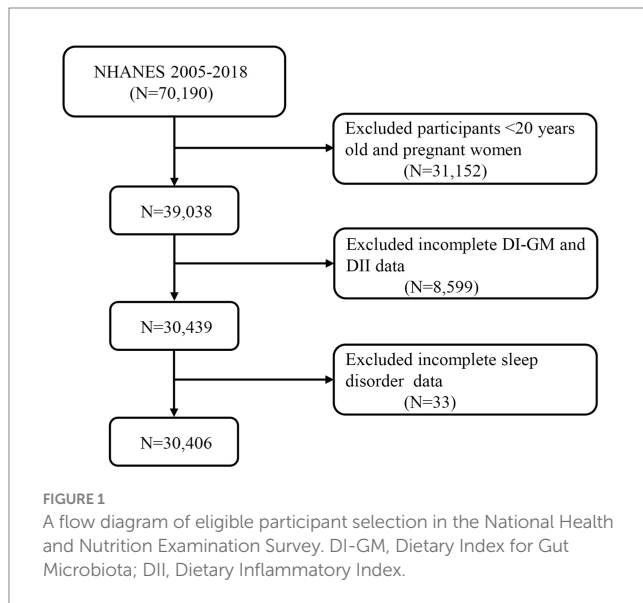 NHANES 2005-2018
(N=70,190)
Excluded participants <20 years
old and pregnant women
(N=31,152)
N=39,038
Excluded incomplete DI-GM and
DII data
(N=8,599)
N=30,439
Excluded incomplete sleep
disorder data
(N=33)
N=30,406
FIGURE 1
A flow diagram of eligible participant selection in the National Health
and Nutrition Examination Survey. DI-GM, Dietary Index for Gut
Microbiota; DII, Dietary Inflammatory Index.